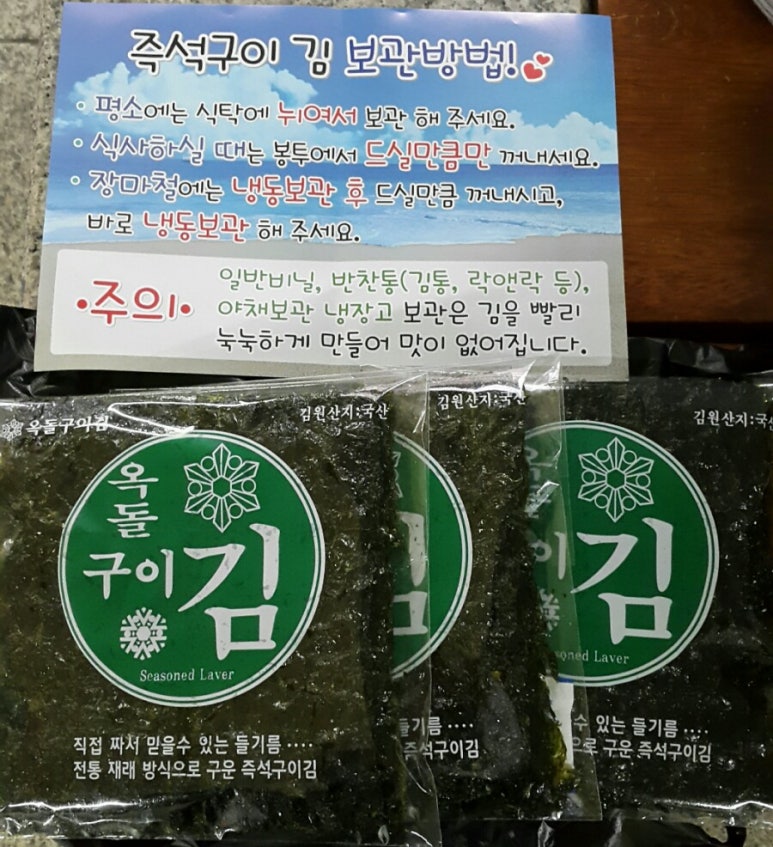 즉석구이 김 보관방법!
• 평소에는 식탁에 뉘여서 보관 해 주세요.
• 식사하실 때는 봉투에서 드실만큼만 꺼내세요.
• 장마철에는 냉동보관 후 드실만큼 꺼내시고,
바로 냉동보관 해 주세요.
•주의•
일반비닐, 반찬통(김통, 락앤락 등),
야채보관 냉장고 보관은 김을 빨리
눅눅하게 만들어 맛이 없어집니다.
옥돌구이김
김원산지:국산
옥돌
구이
김
Seasoned Laver
직접 짜서 믿을수 있는 들기름 ....
전통 재래 방식으로 구운 즉석구이김
김원산지:국산
김
들기름 ....
즉석구이김
김원산지:국산
옥돌
이
김
soned Laver
수 있는 들기름 ....
으로 구운 즉석구이김